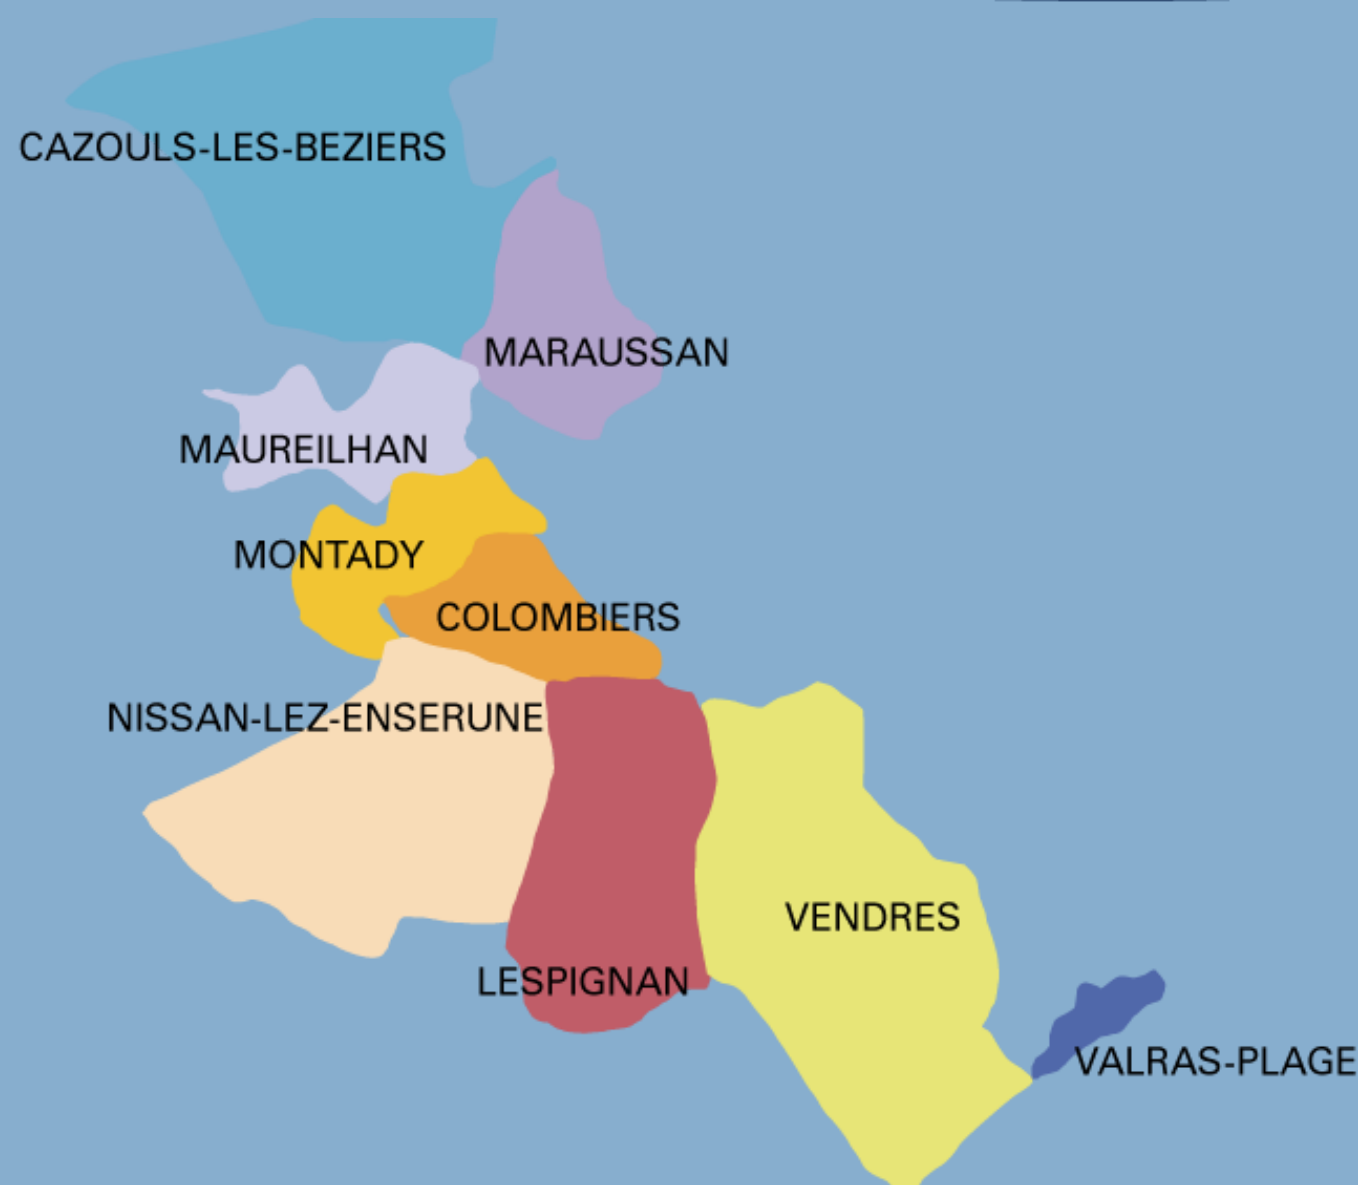 CAZOULS-LES-BEZIERS
MARAUSSAN
MAUREILHAN
MONTADY
COLOMBIERS
NISSAN-LEZ-ENSERUNE
VENDRES
LESPIGNAN
VALRAS-PLAGE